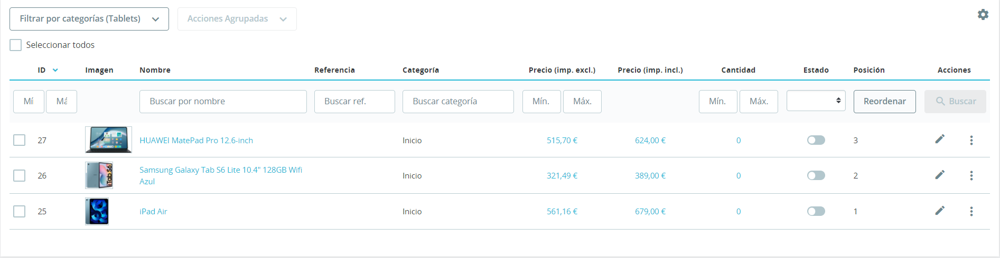 Filtrar por categorías (Tablets)
Acciones Agrupadas
Seleccionar todos
ID Imagen Nombre Referencia Categoría Precio (imp. excl.) Precio (imp. incl.) Cantidad Estado Posición Acciones
Buscar por nombre Buscar ref. Buscar categoría Mín. Máx. Mín. Máx. Reordenar Buscar
27 HUAWEI MatePad Pro 12.6-inch Inicio 515,70 € 624,00 € 0 3
26 Tab S6 Samsung Galaxy Tab S6 Lite 10.4" 128GB Wifi
Azul Inicio 321,49 € 389,00 € 0 2
25 iPad Air Inicio 561,16 € 679,00 € 0 1